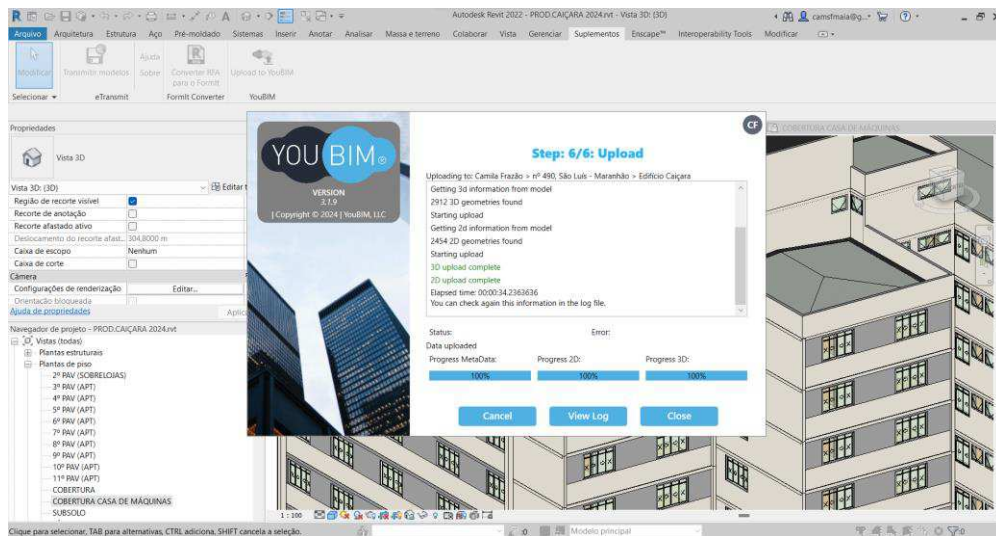 Autodesk Revit 2022 - PROD.CAIÇARA 2024.rvt - Vista 3D: {3D}
camsfmaia@g...
Arquivo Arquitetura Estrutura Aço Pré-moldado Sistemas Inserir Anotar Analisar Massa e terreno Colaborar Vista Gerenciar Suplementos Enscape™ Interoperability Tools Modificar
Modificar
Transmitir modelos
Ajuda
Sobre
Converter RFA
para o FormIt
Upload to YouBIM
Selecionar
eTransmit
FormIt Converter
YouBIM
Propriedades
Vista 3D
Vista 3D: {3D}
Editar t
Região de recorte visível
Recorte de anotação
Recorte afastado ativo
Deslocamento do recorte afast... 304,8000 m
Caixa de escopo Nenhum
Caixa de corte
Câmera
Configurações de renderização Editar...
Orientação bloqueada
Ajuda de propriedades
Aplic
Navegador de projeto - PROD.CAIÇARA 2024.rvt
Vistas (todas)
Plantas estruturais
Plantas de piso
2º PAV (SOBRELOJAS)
3º PAV (APT)
4º PAV (APT)
5º PAV (APT)
6º PAV (APT)
7º PAV (APT)
8º PAV (APT)
9º PAV (APT)
10º PAV (APT)
11º PAV (APT)
COBERTURA
COBERTURA CASA DE MÁQUINAS
SUBSOLO
COBERTURA CASA DE MÁQUINAS
YOU BIM®
VERSION
3.1.9
| Copyright © 2024 | YouBIM, LLC
CF
Step: 6/6: Upload
Uploading to: Camila Frazão > nº 490, São Luís - Maranhão > Edifício Caiçara
Getting 3d information from model
2912 3D geometries found
Starting upload
Getting 2d information from model
2454 2D geometries found
Starting upload
3D upload complete
2D upload complete
Elapsed time: 00:00:34.2363636
You can check again this information in the log file.
Status: Error:
Data uploaded
Progress MetaData: Progress 2D: Progress 3D:
100% 100% 100%
Cancel View Log Close
1 : 100
Clique para selecionar, TAB para alternativas, CTRL adiciona, SHIFT cancela a seleção.
:0
Modelo principal
:0